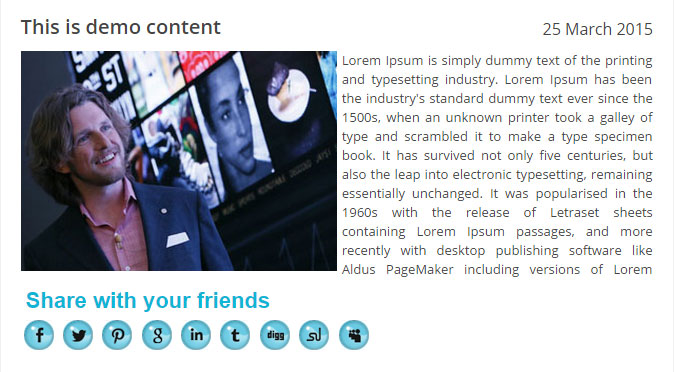 This is demo content
25 March 2015
Lorem Ipsum is simply dummy text of the printing
and typesetting industry. Lorem Ipsum has been
the industry's standard dummy text ever since the
1500s, when an unknown printer took a galley of
type and scrambled it to make a type specimen
book. It has survived not only five centuries, but
also the leap into electronic typesetting, remaining
essentially unchanged. It was popularised in the
1960s with the release of Letraset sheets
containing Lorem Ipsum passages, and more
recently with desktop publishing software like
Aldus PageMaker including versions of Lorem
ST
Share with your friends
f p g in t digg